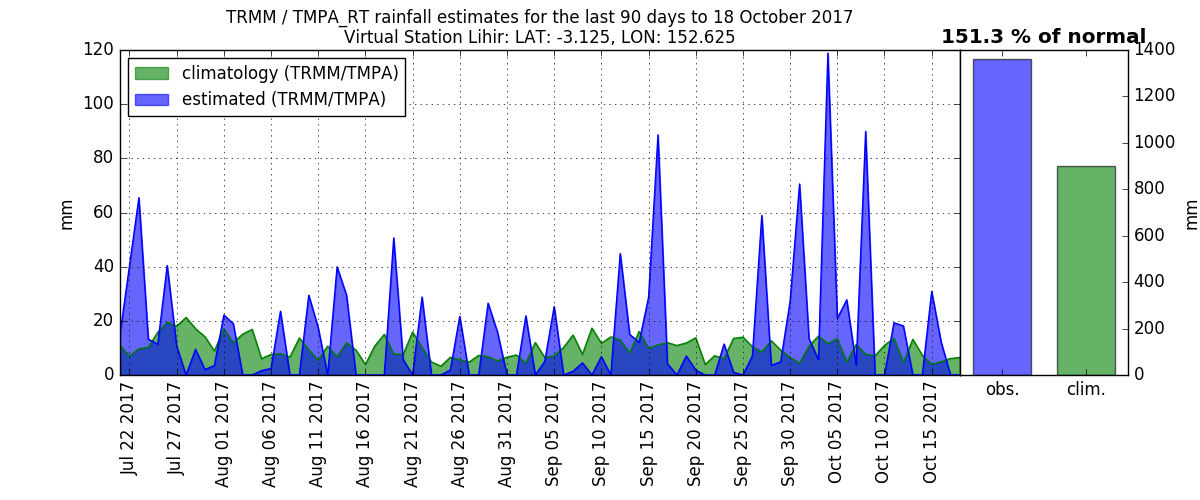 TRMM / TMPA_RT rainfall estimates for the last 90 days to 18 October 2017
Virtual Station Lihir: LAT: -3.125, LON: 152.625
151.3 % of normal
climatology (TRMM/TMPA)
estimated (TRMM/TMPA)
mm
120
100
80
60
40
20
0
Jul 22 2017
Jul 27 2017
Aug 01 2017
Aug 06 2017
Aug 11 2017
Aug 16 2017
Aug 21 2017
Aug 26 2017
Aug 31 2017
Sep 05 2017
Sep 10 2017
Sep 15 2017
Sep 20 2017
Sep 25 2017
Sep 30 2017
Oct 05 2017
Oct 10 2017
Oct 15 2017
obs.
clim.
1400
1200
1000
800
600
400
200
0
mm